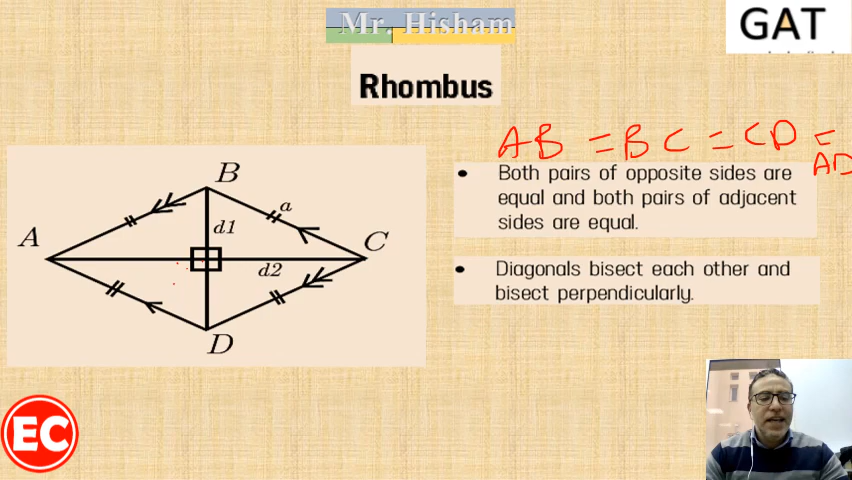 Mr. Hisham
GAT
Rhombus
AB = BC = CD =
AD
• Both pairs of opposite sides are
equal and both pairs of adjacent
sides are equal.
• Diagonals bisect each other and
bisect perpendicularly.
B
a
d1
A
C
d2
D
EC